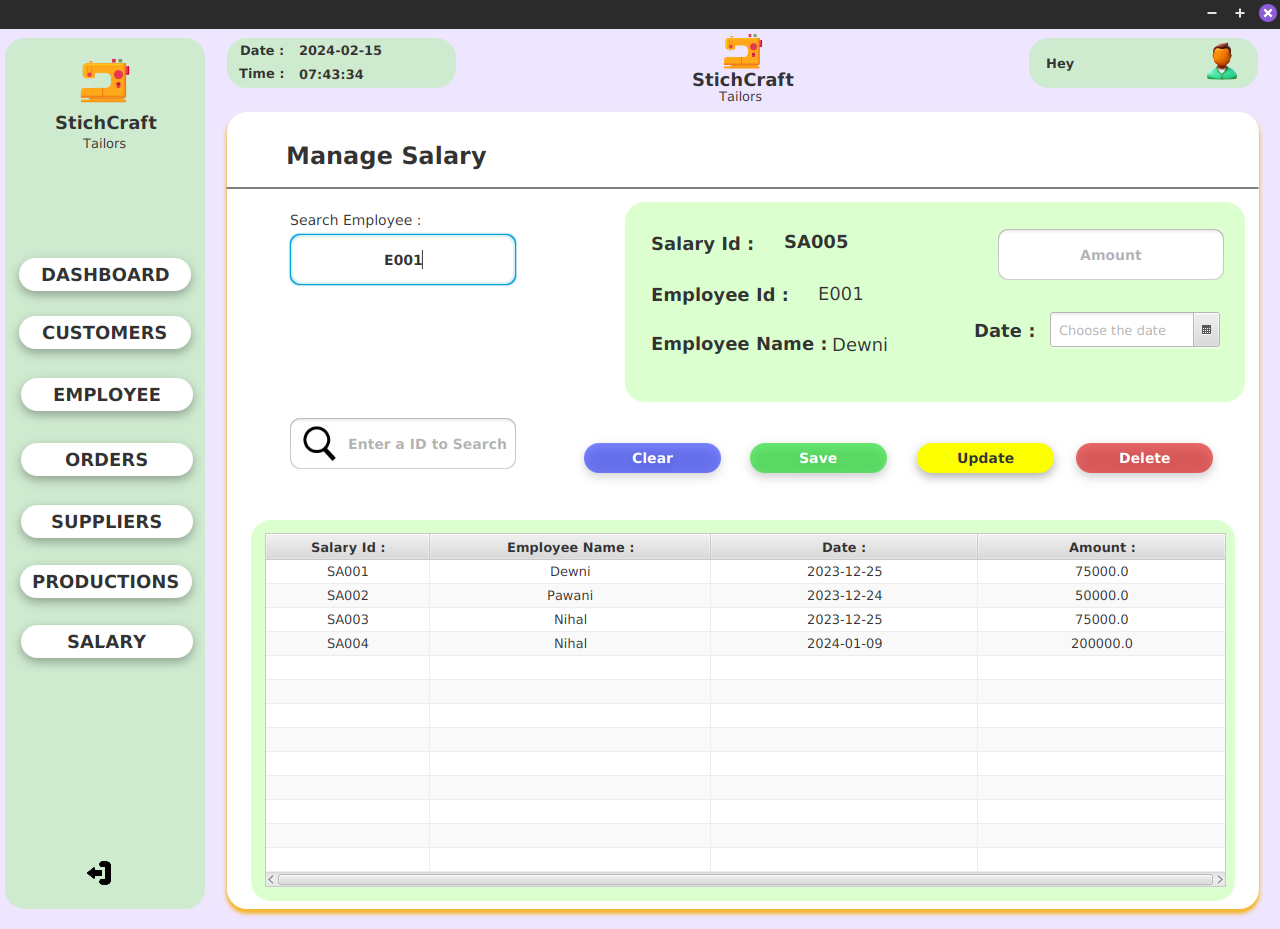 Date : 2024-02-15
Time : 07:43:34
StichCraft
Tailors
Hey
StichCraft
Tailors
DASHBOARD
CUSTOMERS
EMPLOYEE
ORDERS
SUPPLIERS
PRODUCTIONS
SALARY
Manage Salary
Search Employee :
E001
Salary Id : SA005
Amount
Employee Id : E001
Date : Choose the date
Employee Name : Dewni
Enter a ID to Search
Clear Save Update Delete
Salary Id : Employee Name : Date : Amount :
SA001 Dewni 2023-12-25 75000.0
SA002 Pawani 2023-12-24 50000.0
SA003 Nihal 2023-12-25 75000.0
SA004 Nihal 2024-01-09 200000.0